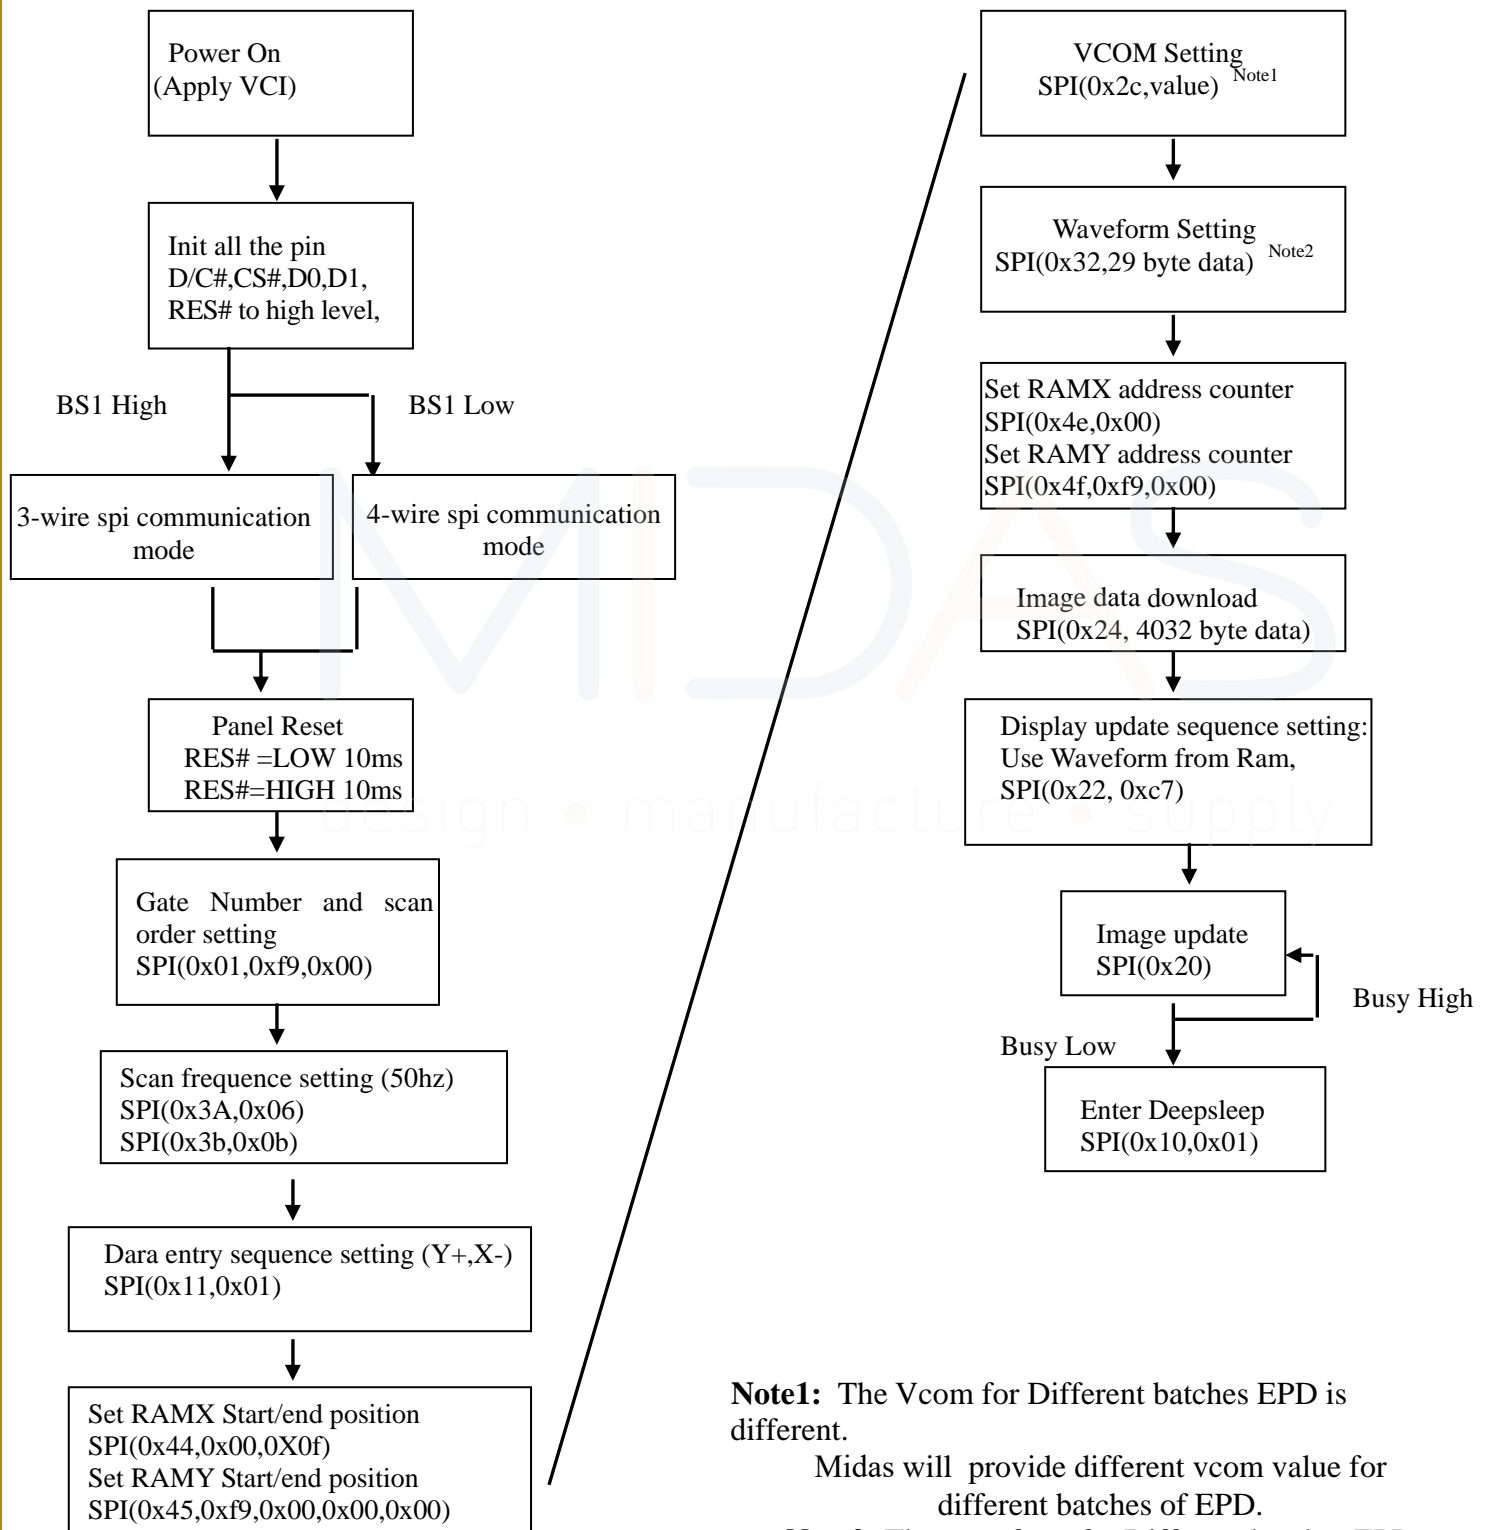 Power On
(Apply VCI)
Init all the pin
D/C#,CS#,D0,D1,
RES# to high level,
BS1 High
BS1 Low
3-wire spi communication
mode
4-wire spi communication
mode
Panel Reset
RES# =LOW 10ms
RES#=HIGH 10ms
Gate Number and scan
order setting
SPI(0x01,0xf9,0x00)
Scan frequence setting (50hz)
SPI(0x3A,0x06)
SPI(0x3b,0x0b)
Dara entry sequence setting (Y+,X-)
SPI(0x11,0x01)
Set RAMX Start/end position
SPI(0x44,0x00,0X0f)
Set RAMY Start/end position
SPI(0x45,0xf9,0x00,0x00,0x00)
VCOM Setting
SPI(0x2c,value) Note1
Waveform Setting
SPI(0x32,29 byte data) Note2
Set RAMX address counter
SPI(0x4e,0x00)
Set RAMY address counter
SPI(0x4f,0xf9,0x00)
Image data download
SPI(0x24, 4032 byte data)
Display update sequence setting:
Use Waveform from Ram,
SPI(0x22, 0xc7)
Image update
SPI(0x20)
Busy High
Busy Low
Enter Deepsleep
SPI(0x10,0x01)
Note1: The Vcom for Different batches EPD is
different.
Midas will provide different vcom value for
different batches of EPD.
MIDAS
design • manufacture • supply